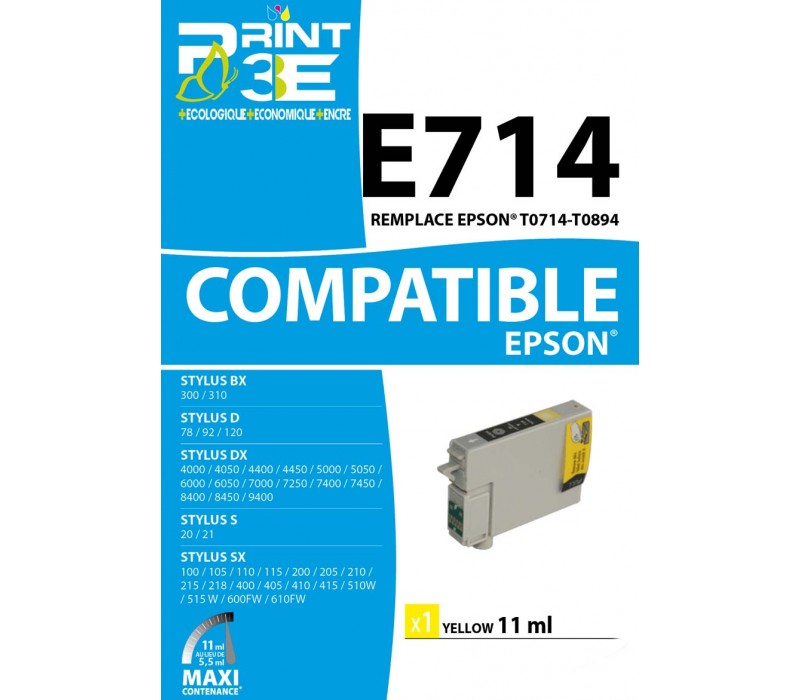 PRINT
3E
+ECOLOGIQUE+ECONOMIQUE+ENCRE
E714
REMPLACE EPSON® T0714-T0894
COMPATIBLE
EPSON®
STYLUS BX
300 / 310
STYLUS D
78 / 92 / 120
STYLUS DX
4000 / 4050 / 4400 / 4450 / 5000 / 5050 /
6000 / 6050 / 7000 / 7250 / 7400 / 7450 /
8400 / 8450 / 9400
STYLUS S
20 / 21
STYLUS SX
100 / 105 / 110 / 115 / 200 / 205 / 210 /
215 / 218 / 400 / 405 / 410 / 415 / 510W
/ 515 W / 600FW / 610FW
11 ml
AU LIEU DE
5,5 ml
MAXI
CONTENANCE*
x1 YELLOW 11 ml